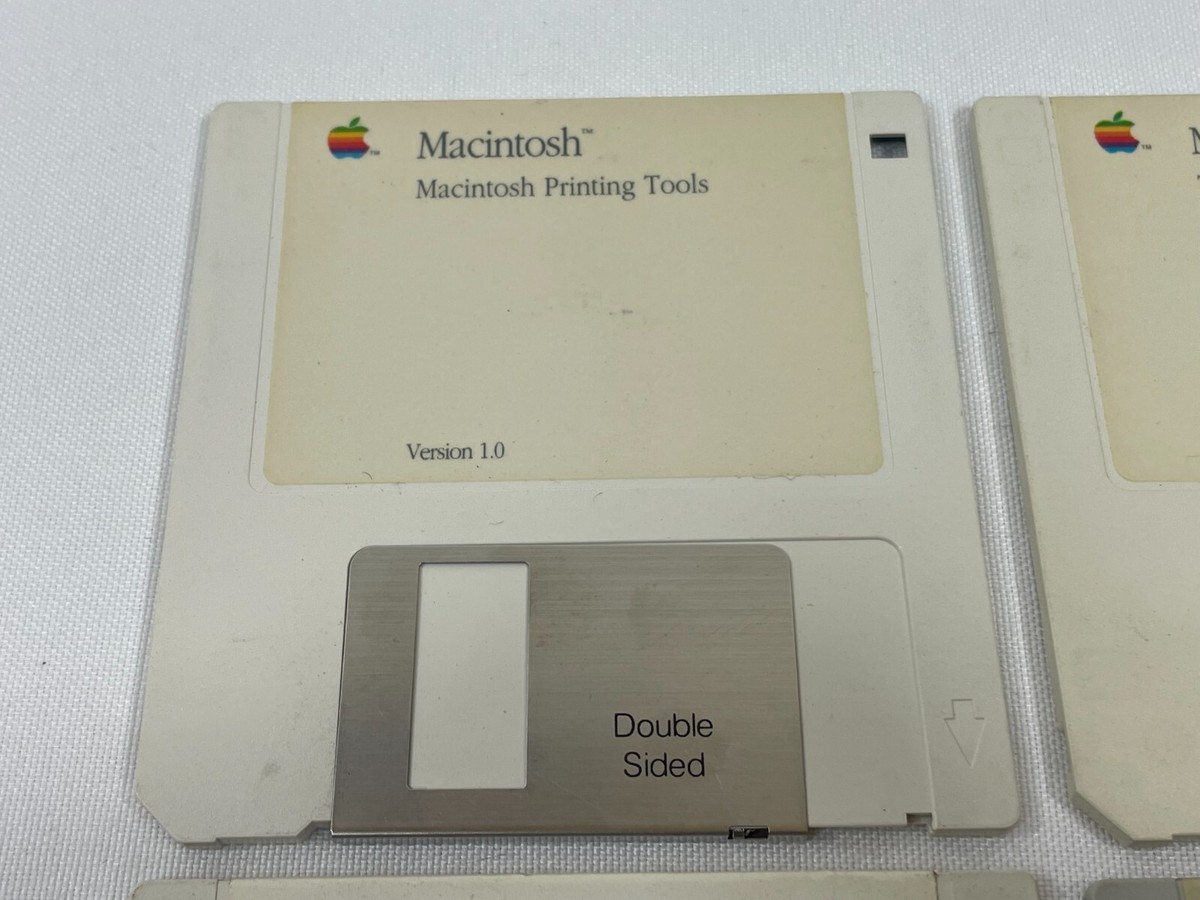 Macintosh™
Macintosh Printing Tools
Version 1.0
Double
Sided